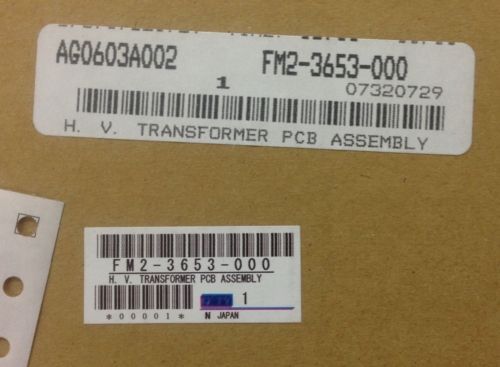 AG0603A002 FM2-3653-000
1 07320729
H. V. TRANSFORMER PCB ASSEMBLY
FM2-3653-000
H. V. TRANSFORMER PCB ASSEMBLY
1
*00001* N JAPAN